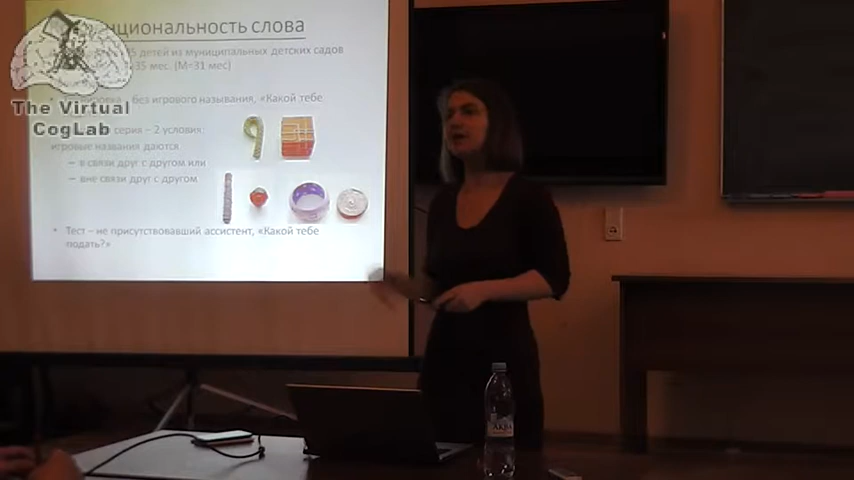 The Virtual
CogLab
циональность слова
5 детей из муниципальных детских садов
35 мес. (М=31 мес)
без игрового называния, «Какой тебе
серия – 2 условия:
игровые названия даются
– в связи друг с другом или
– вне связи друг с другом
• Тест – не присутствовавший ассистент, «Какой тебе
подать?»
АКВА